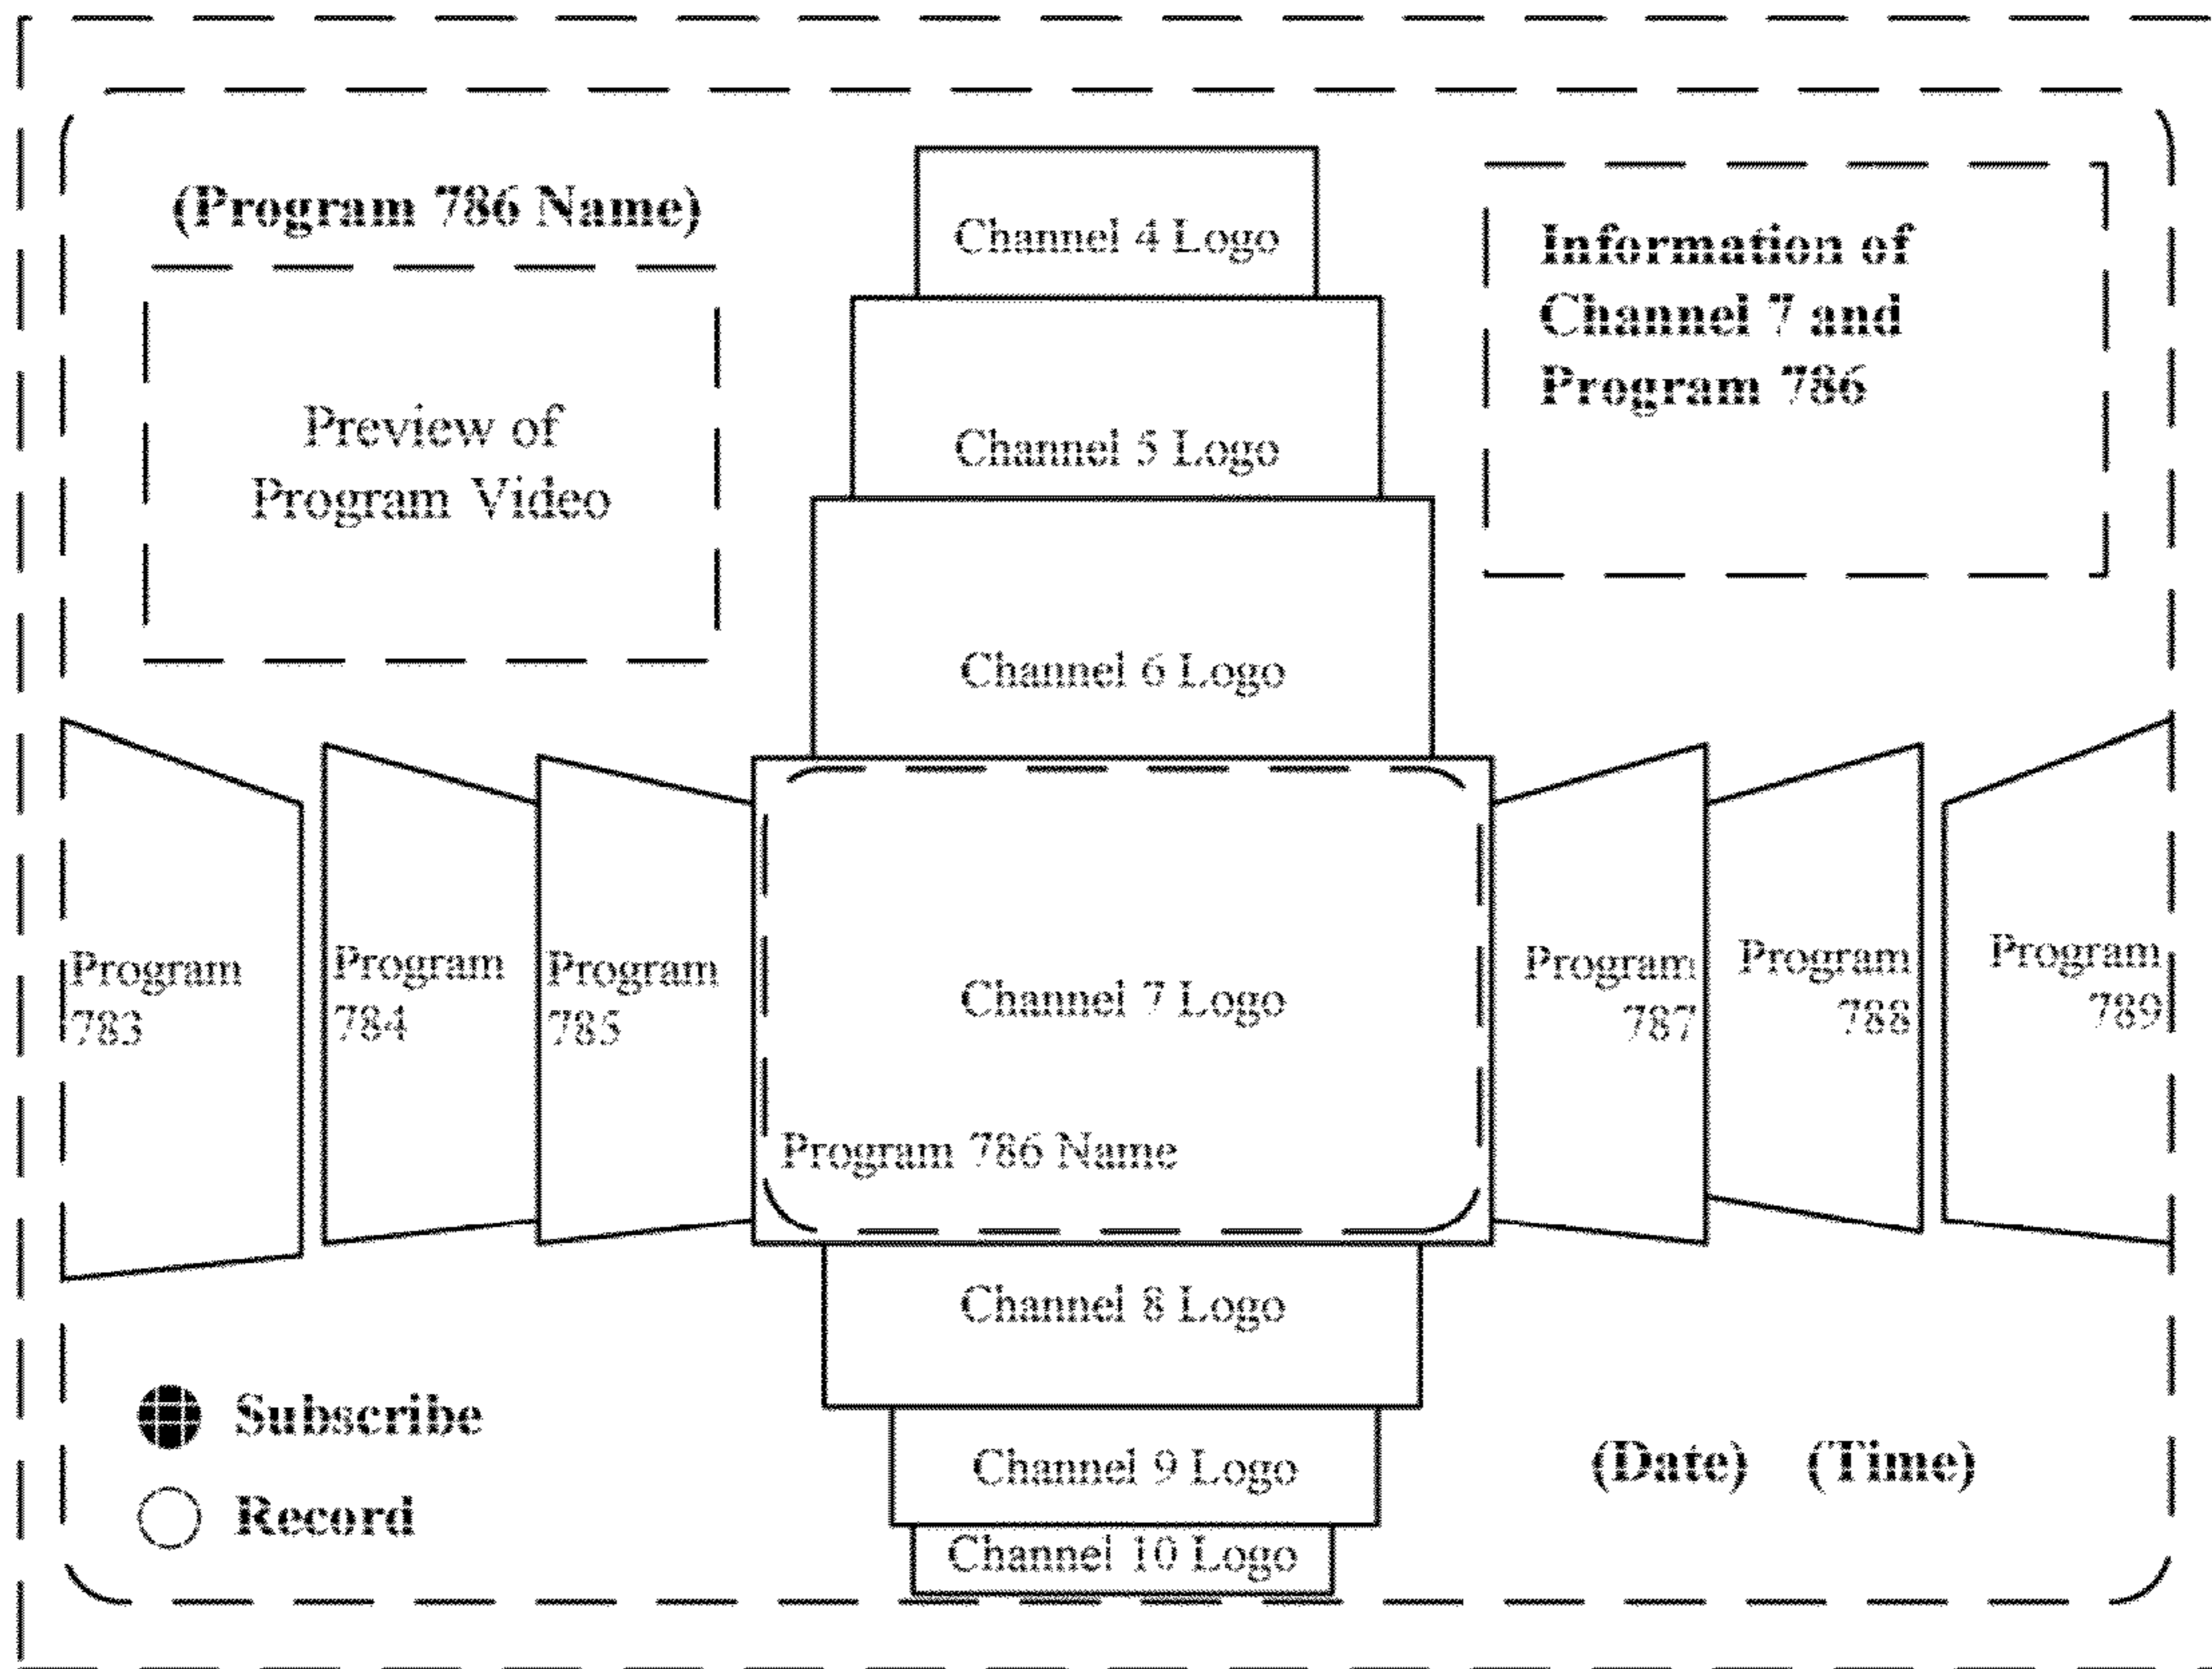 (Program 786 Name)
Preview of
Program Video
Channel 4 Logo
Channel 5 Logo
Channel 6 Logo
Information of
Channel 7 and
Program 786
Program
783
Program
784
Program
785
Channel 7 Logo
Program 786 Name
Program
787
Program
788
Program
789
Channel 8 Logo
Channel 9 Logo
Channel 10 Logo
Subscribe
Record
(Date) (Time)